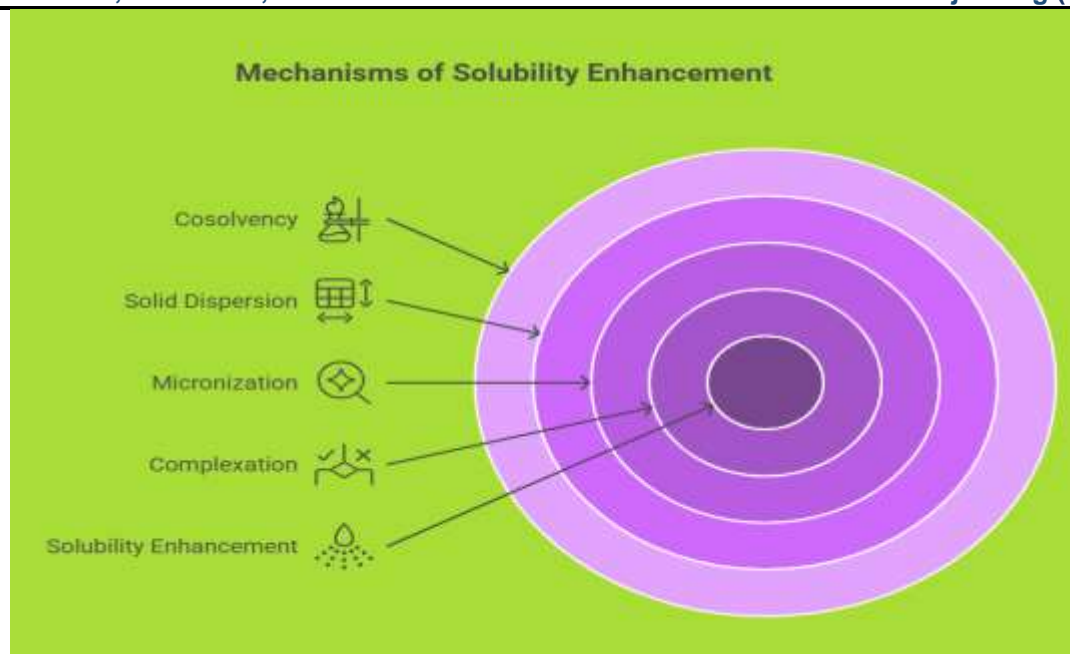 Mechanisms of Solubility Enhancement
Cosolvency
Solid Dispersion
Micronization
Complexation
Solubility Enhancement